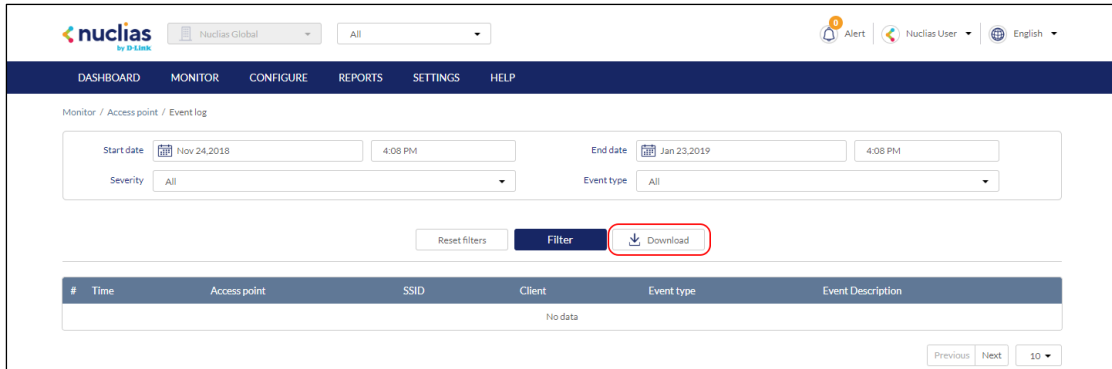 nuclias
by D-Link
Nuclias Global
All
0
Alert
Nuclias User
English
DASHBOARD MONITOR CONFIGURE REPORTS SETTINGS HELP
Monitor / Access point / Event log
Start date Nov 24,2018 4:08 PM End date Jan 23,2019 4:08 PM
Severity All Event type All
Reset filters Filter Download
# Time Access point SSID Client Event type Event Description
No data
Previous Next 10